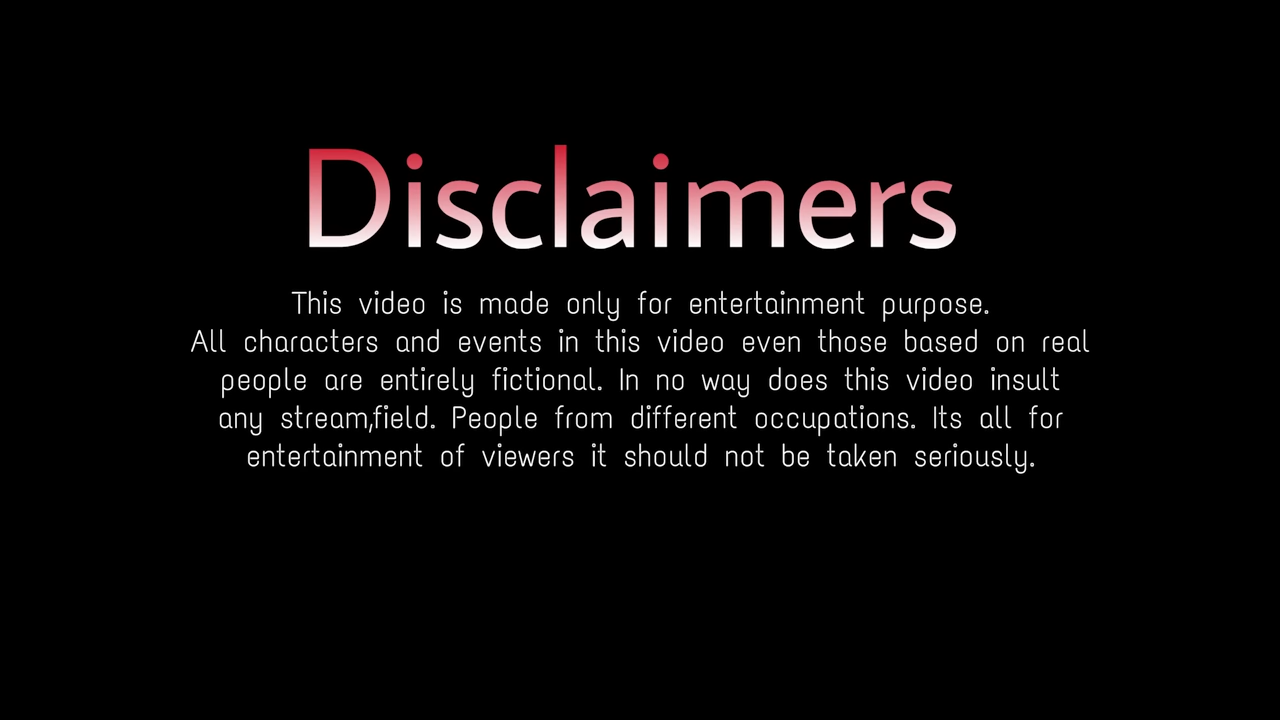 Disclaimers
This video is made only for entertainment purpose.
All characters and events in this video even those based on real
people are entirely fictional. In no way does this video insult
any stream,field. People from different occupations. Its all for
entertainment of viewers it should not be taken seriously.